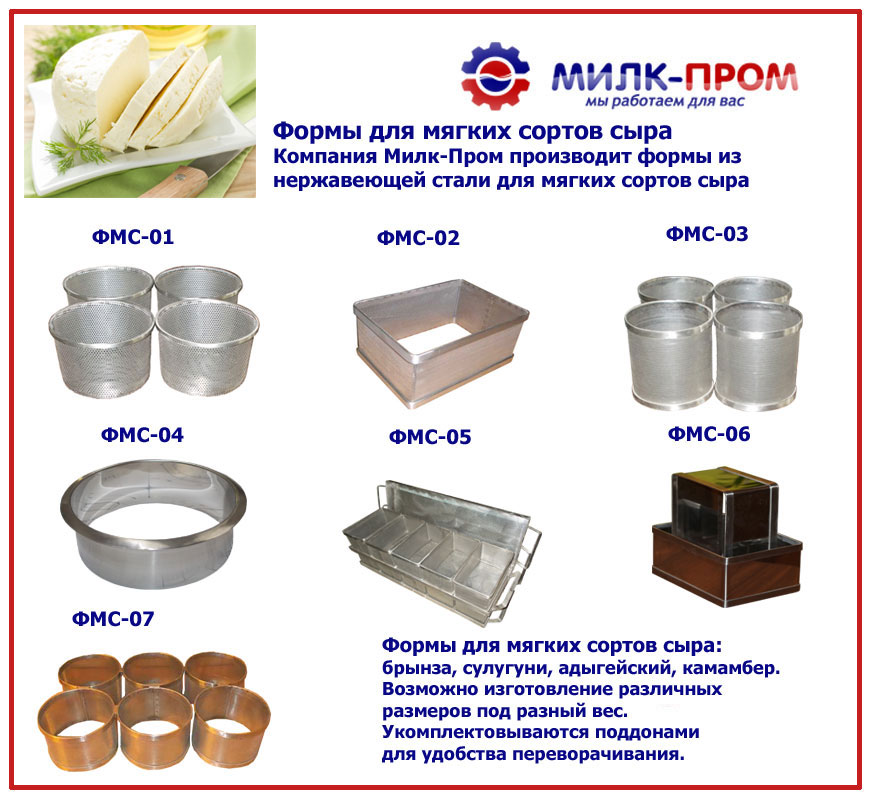 МИЛК-ПРОМ
мы работаем для вас
Формы для мягких сортов сыра
Компания Милк-Пром производит формы из
нержавеющей стали для мягких сортов сыра
ФМС-01
ФМС-02
ФМС-03
ФМС-04
ФМС-05
ФМС-06
ФМС-07
Формы для мягких сортов сыра:
брынза, сулугуни, адыгейский, камамбер.
Возможно изготовление различных
размеров под разный вес.
Укомплектовываются поддонами
для удобства переворачивания.